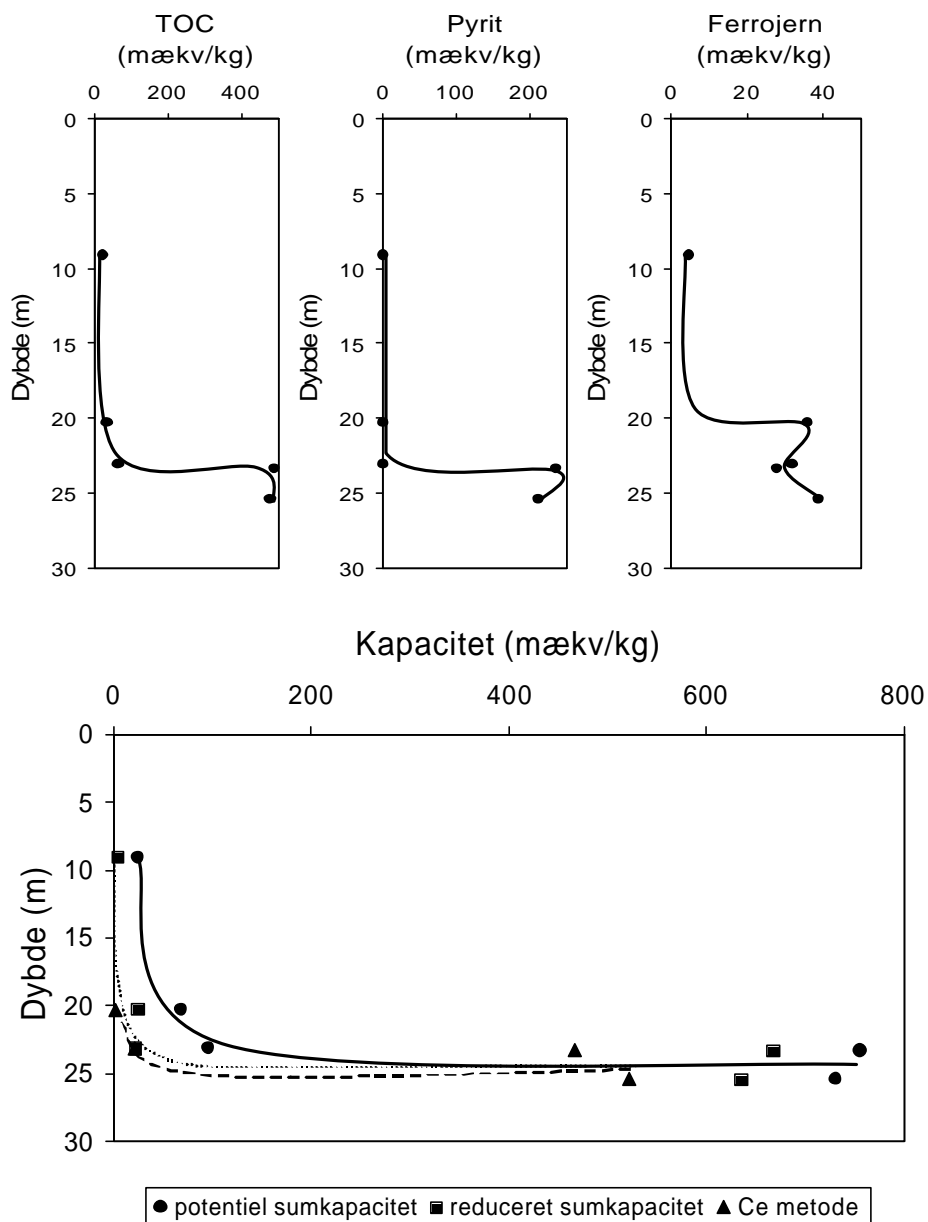 TOC
(mækv/kg)
0 200 400
0
5
10
15
20
25
30
Dybde (m)
Pyrit
(mækv/kg)
0 100 200
0
5
10
15
20
25
30
Dybde (m)
Ferrojern
(mækv/kg)
0 20 40
0
5
10
15
20
25
30
Dybde (m)
Kapacitet (mækv/kg)
0 200 400 600 800
0
5
10
15
20
25
30
Dybde (m)
potentiel sumkapacitet reduceret sumkapacitet Ce metode